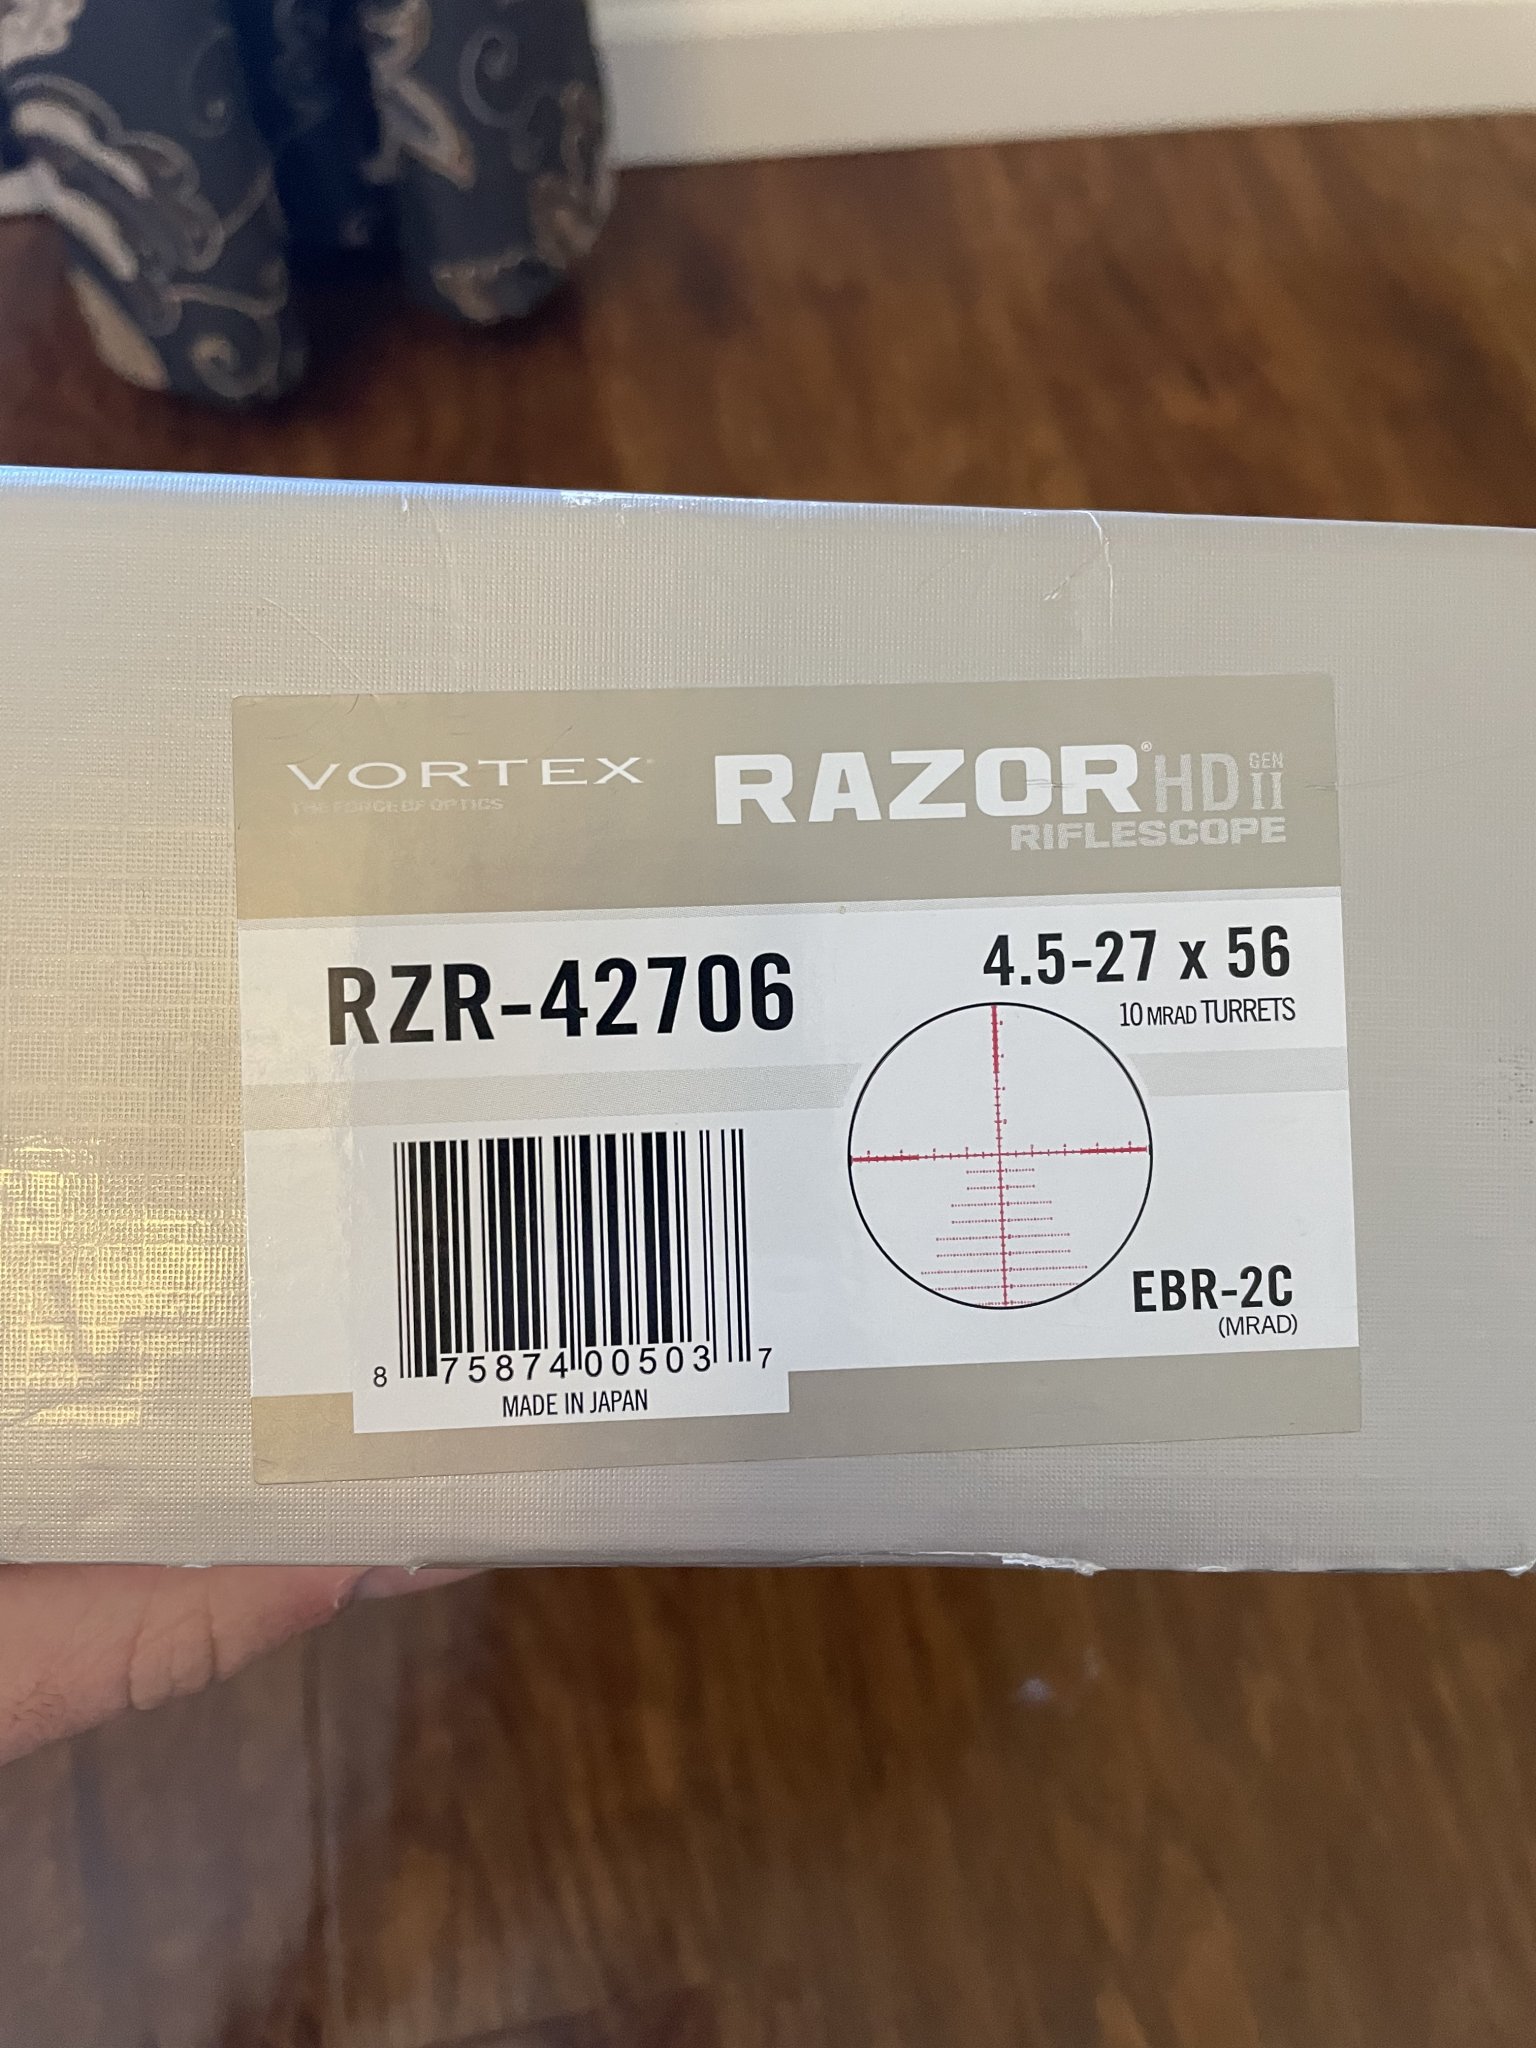 VORTEX
THE FORCE OF OPTICS
RAZOR® HD GEN II
RIFLESCOPE
RZR-42706
4.5-27 x 56
10 MRAD TURRETS
EBR-2C
(MRAD)
8 75874 00503 7
MADE IN JAPAN